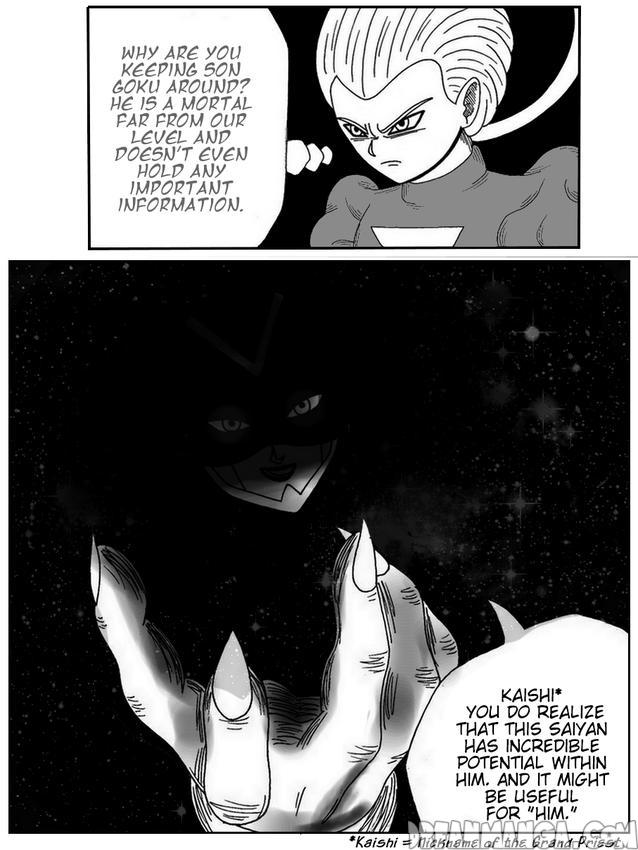 WHY ARE YOU
KEEPING SON
GOKU AROUND?
HE IS A MORTAL
FAR FROM OUR
LEVEL AND
DOESN'T EVEN
HOLD ANY
IMPORTANT
INFORMATION.
KAISHI*
YOU DO REALIZE
THAT THIS SAIYAN
HAS INCREDIBLE
POTENTIAL WITHIN
HIM. AND IT MIGHT
BE USEFUL
FOR "HIM."
DREAMMANGA.COM
*Kaishi = Nickname of the Grand Priest